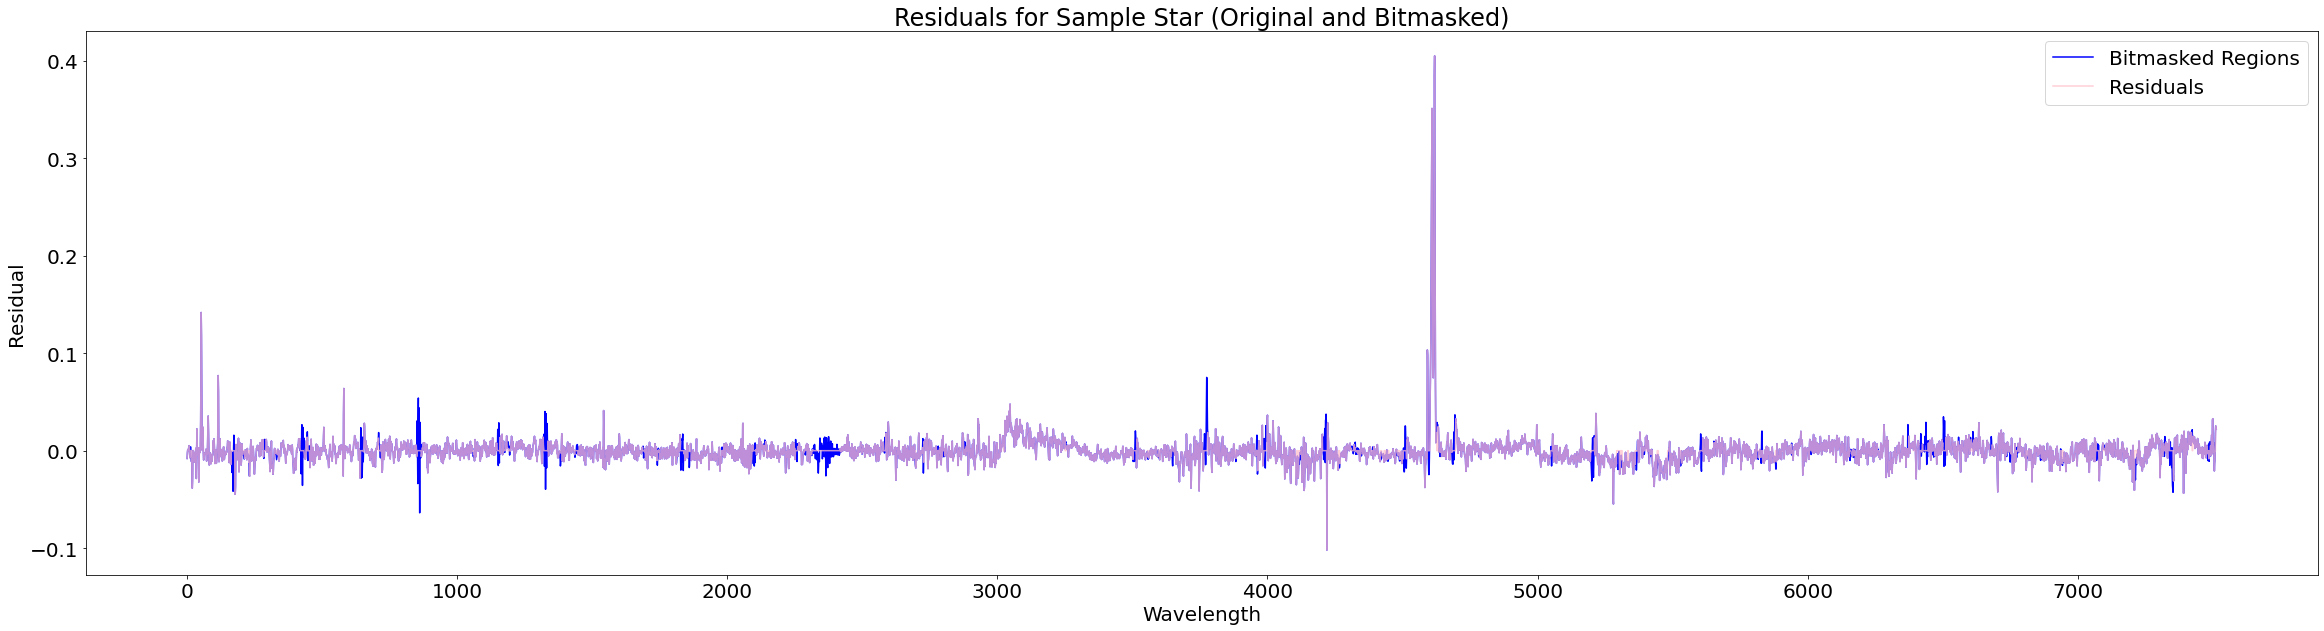 Residuals for Sample Star (Original and Bitmasked)
Bitmasked Regions
Residuals
0.4
0.3
0.2
0.1
0.0
−0.1
Residual
0 1000 2000 3000 4000 5000 6000 7000
Wavelength